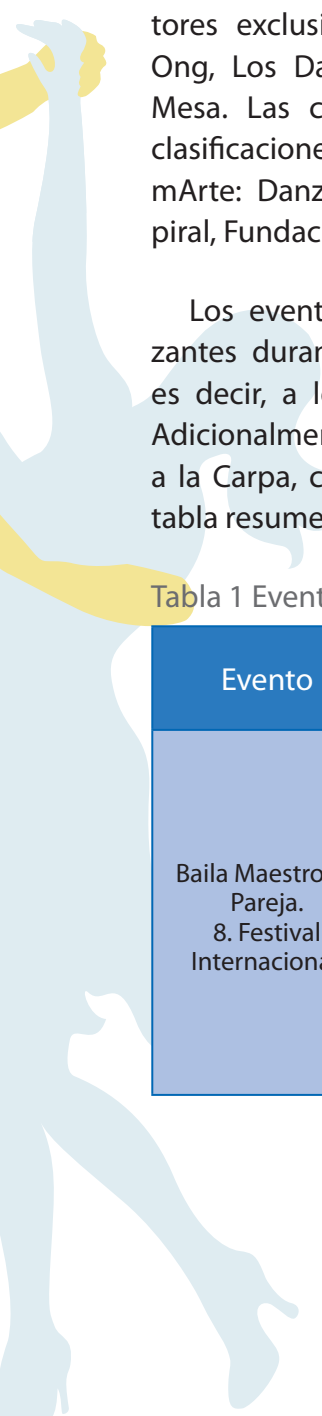 tores exclusi
Ong, Los Da
Mesa. Las c
clasificacione
mArte: Danz
piral, Fundac
Los event
zantes duran
es decir, a l
Adicionalmen
a la Carpa, c
tabla resume
Tabla 1 Event
Evento
Baila Maestro
Pareja.
8. Festival
Internaciona